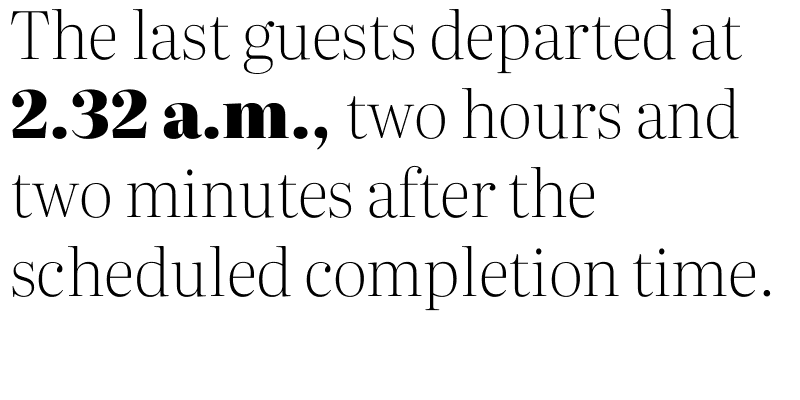 The last guests departed at
2.32 a.m., two hours and
two minutes after the
scheduled completion time.